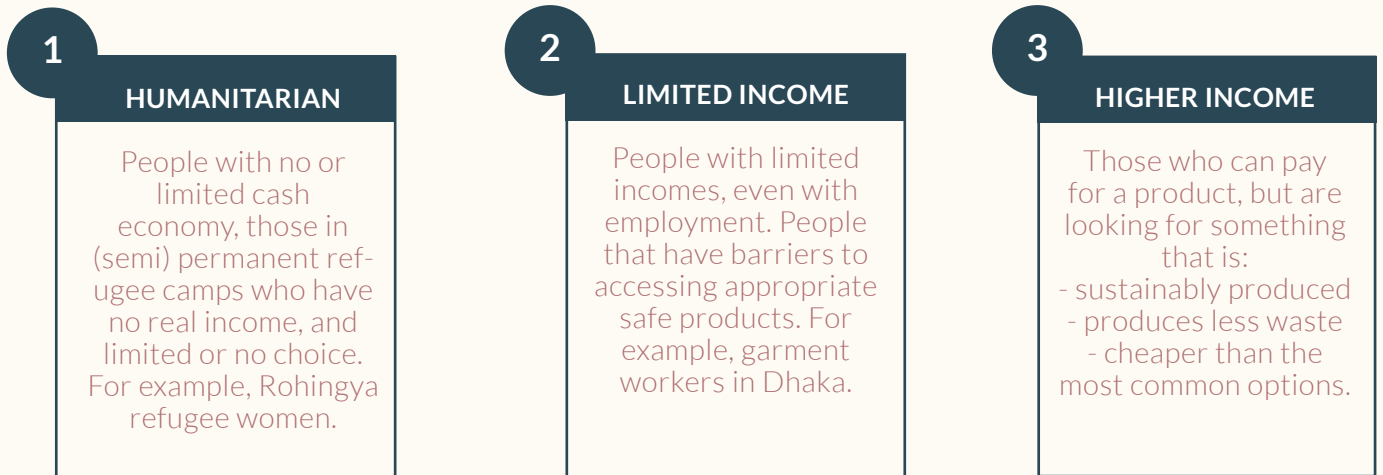 1
HUMANITARIAN
People with no or
limited cash
economy, those in
(semi) permanent ref-
ugee camps who have
no real income, and
limited or no choice.
For example, Rohingya
refugee women.
2
LIMITED INCOME
People with limited
incomes, even with
employment. People
that have barriers to
accessing appropriate
safe products. For
example, garment
workers in Dhaka.
3
HIGHER INCOME
Those who can pay
for a product, but are
looking for something
that is:
- sustainably produced
- produces less waste
- cheaper than the
most common options.